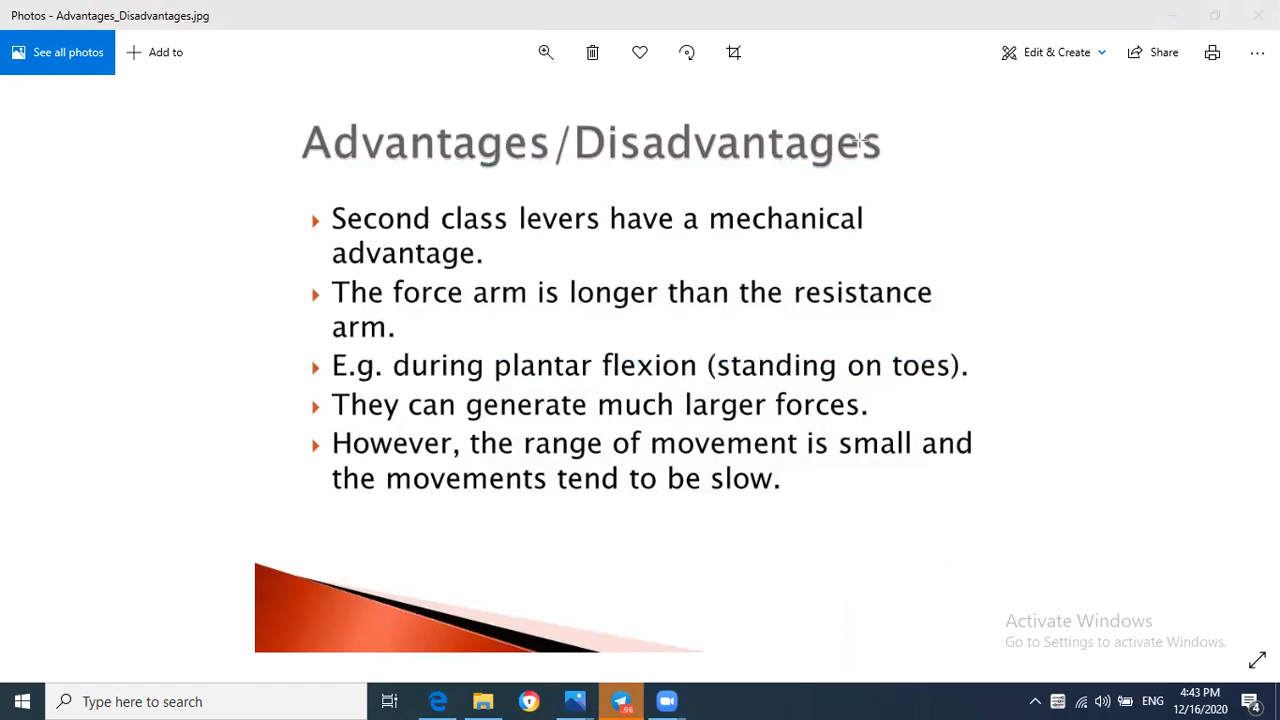 Photos - Advantages_Disadvantages.jpg
See all photos
Add to
Edit & Create
Share
Advantages/Disadvantages
Second class levers have a mechanical
advantage.
The force arm is longer than the resistance
arm.
E.g. during plantar flexion (standing on toes).
They can generate much larger forces.
However, the range of movement is small and
the movements tend to be slow.
Activate Windows
Go to Settings to activate Windows.
Type here to search
96
ENG
4:43 PM
12/16/2020
4